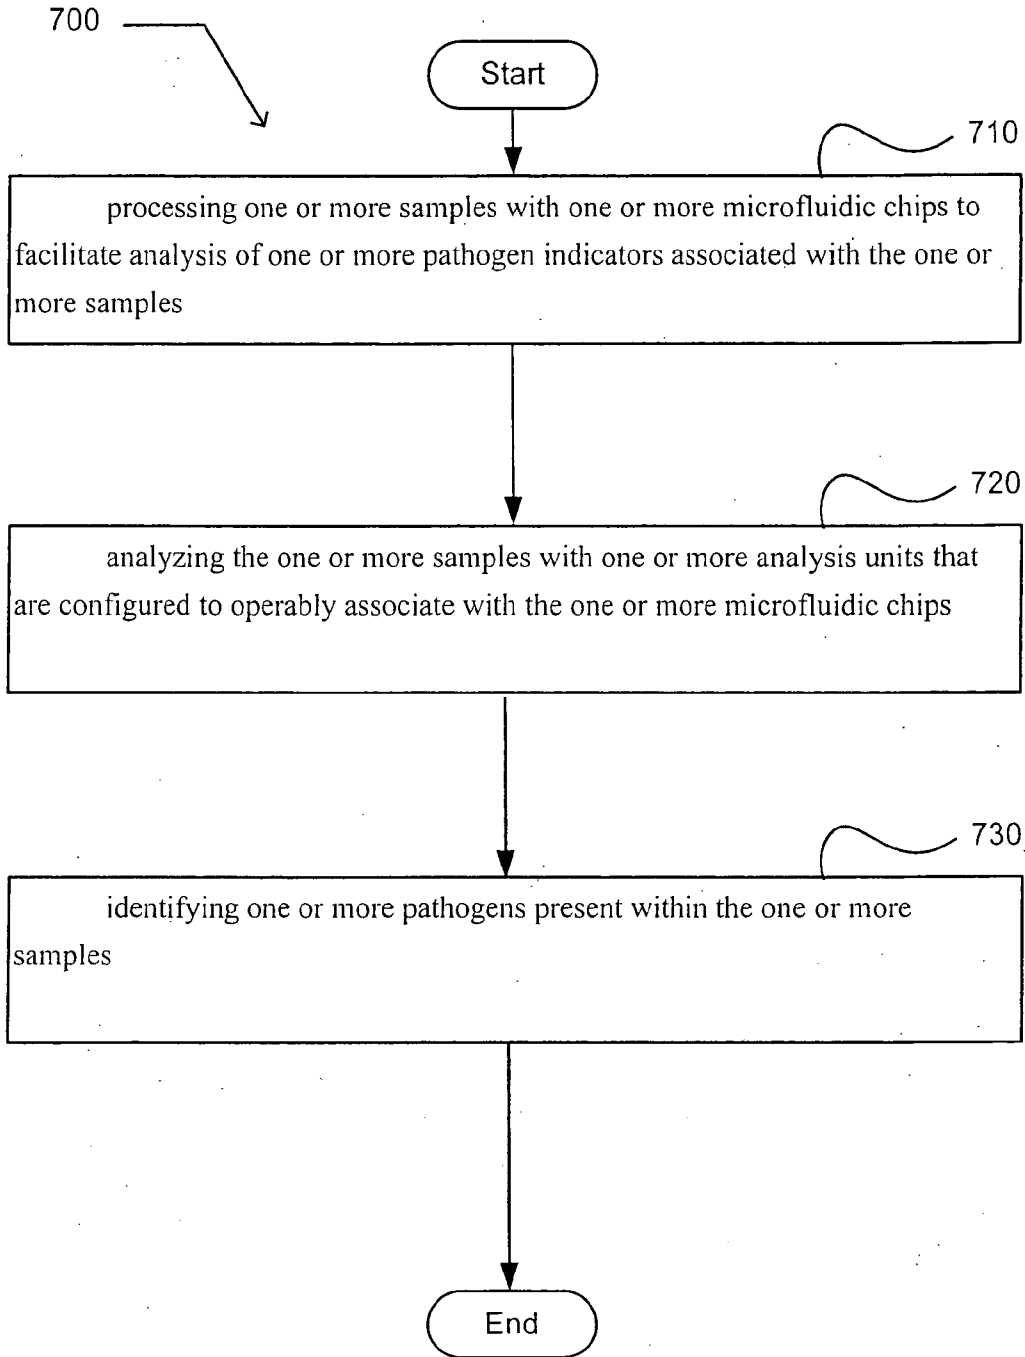 700
Start
710
processing one or more samples with one or more microfluidic chips to
facilitate analysis of one or more pathogen indicators associated with the one or
more samples
720
analyzing the one or more samples with one or more analysis units that
are configured to operably associate with the one or more microfluidic chips
730
identifying one or more pathogens present within the one or more
samples
End